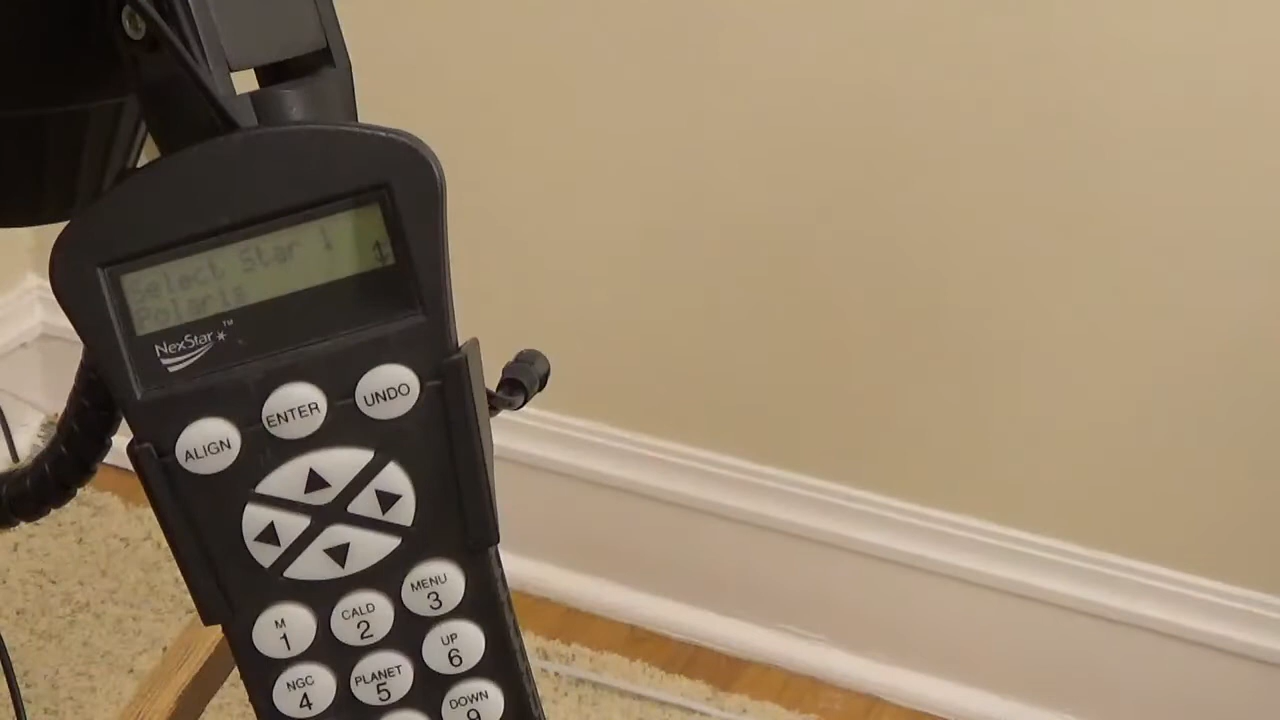 Select Star 1
Polaris
NexStar™
ALIGN
ENTER
UNDO
M
1
CALD
2
MENU
3
NGC
4
PLANET
5
UP
6
DOWN
9